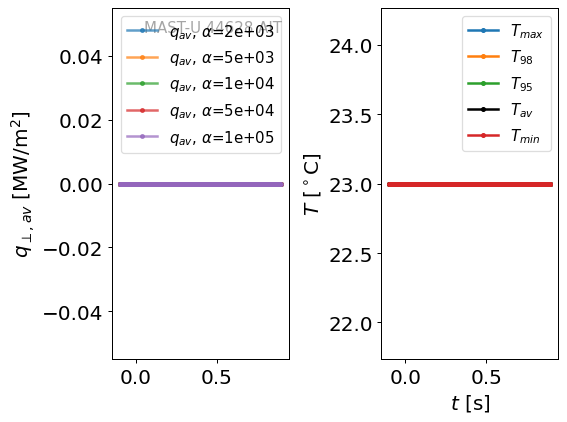 MAST-U 44628 AIT
q_av, α=2e+03
q_av, α=5e+03
q_av, α=1e+04
q_av, α=5e+04
q_av, α=1e+05
0.04
0.02
0.00
−0.02
−0.04
q_⊥, av [MW/m²]
0.0
0.5
T_max
T_98
T_95
T_av
T_min
24.0
23.5
23.0
22.5
22.0
T [°C]
0.0
0.5
t [s]